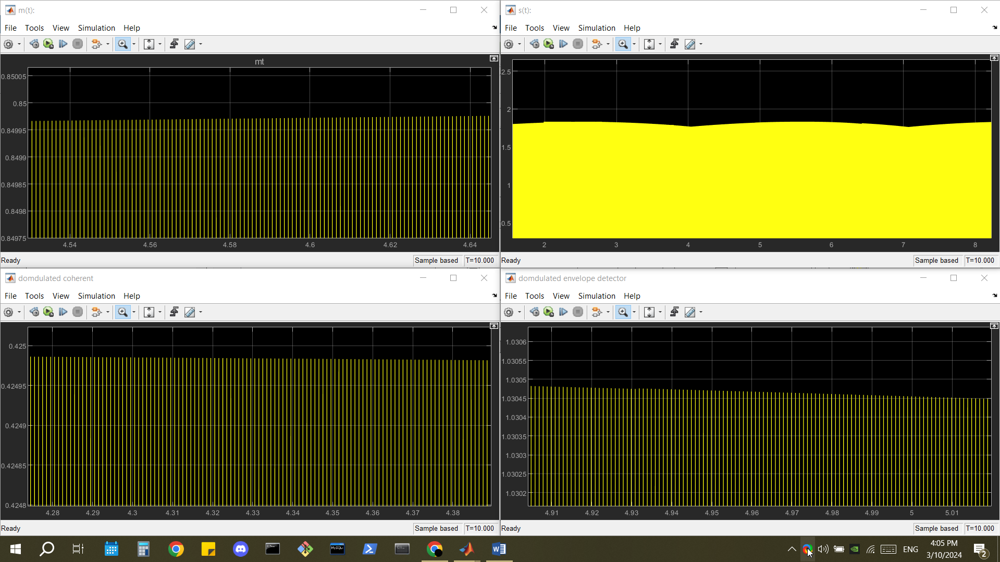 m(t):
File Tools View Simulation Help
mt
0.85005
0.85
0.84995
0.8499
0.84985
0.8498
0.84975
4.54 4.56 4.58 4.6 4.62 4.64
Ready Sample based T=10.000
s(t):
File Tools View Simulation Help
2.5
2
1.5
1
0.5
2 3 4 5 6 7 8
Ready Sample based T=10.000
domdulated coherent
File Tools View Simulation Help
0.425
0.42495
0.4249
0.42485
0.4248
4.28 4.29 4.3 4.31 4.32 4.33 4.34 4.35 4.36 4.37 4.38
Ready Sample based T=10.000
domdulated envelope detector
File Tools View Simulation Help
1.0306
1.03055
1.0305
1.03045
1.0304
1.03035
1.0303
1.03025
1.0302
4.91 4.92 4.93 4.94 4.95 4.96 4.97 4.98 4.99 5 5.01
Ready Sample based T=10.000
MySQL
W
ENG
4:05 PM
3/10/2024
2